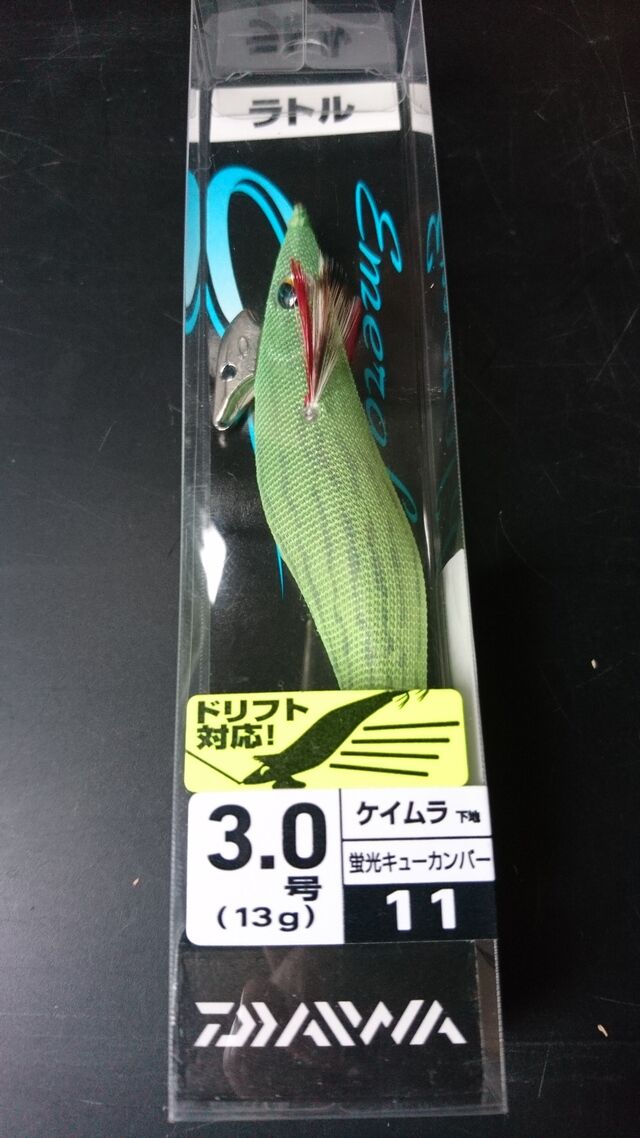 ラトル
Emeral
ドリフト
対応!
3.0
号
(13g)
ケイムラ 下地
蛍光キューカンバー
11
DAIWA